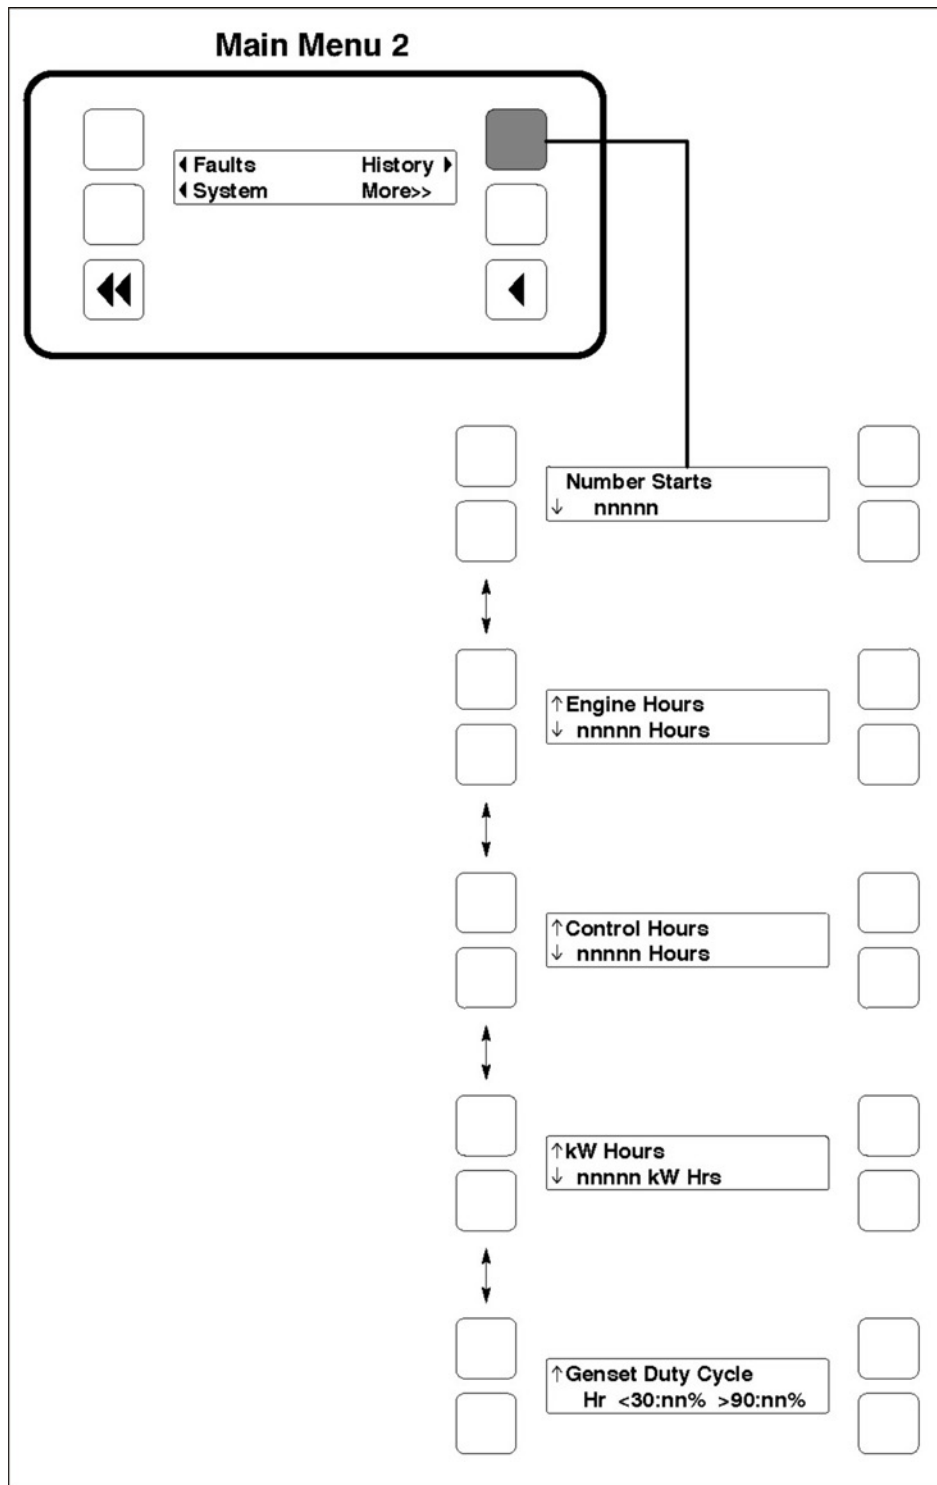 Main Menu 2
Faults History
System More>>
Number Starts
↓ nnnnn
↑Engine Hours
↓ nnnnn Hours
↑Control Hours
↓ nnnnn Hours
↑kW Hours
↓ nnnnn kW Hrs
↑Genset Duty Cycle
Hr <30:nn% >90:nn%